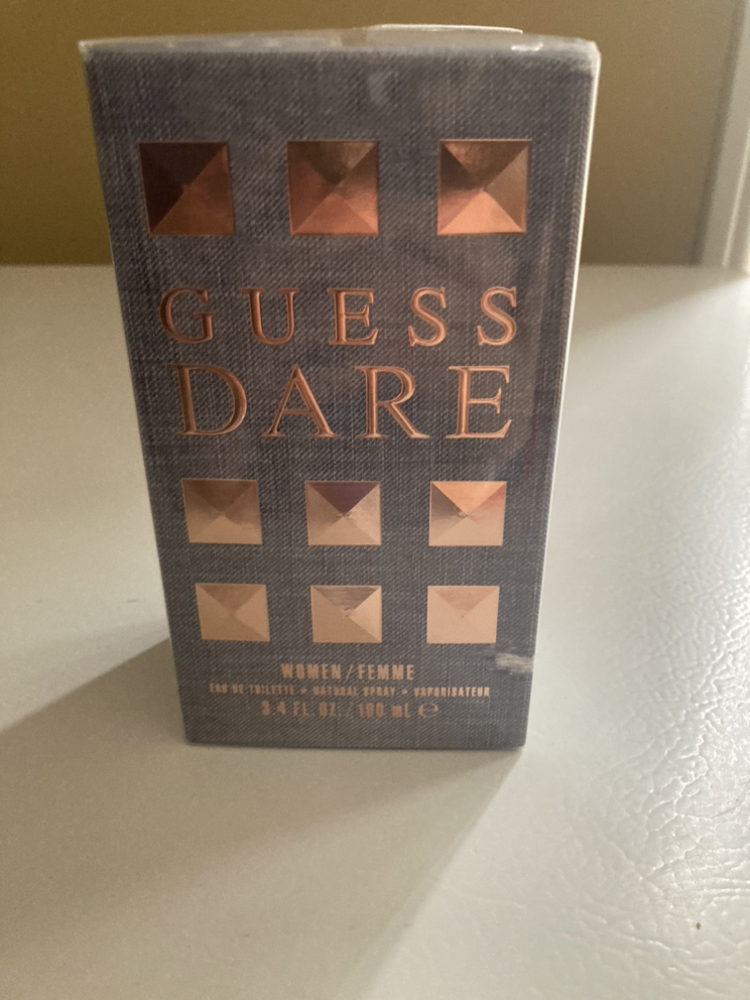 GUESS
DARE
WOMEN/FEMME
EAU DE TOILETTE • NATURAL SPRAY • VAPORISATEUR
3.4 FL. OZ. / 100 mL ℮